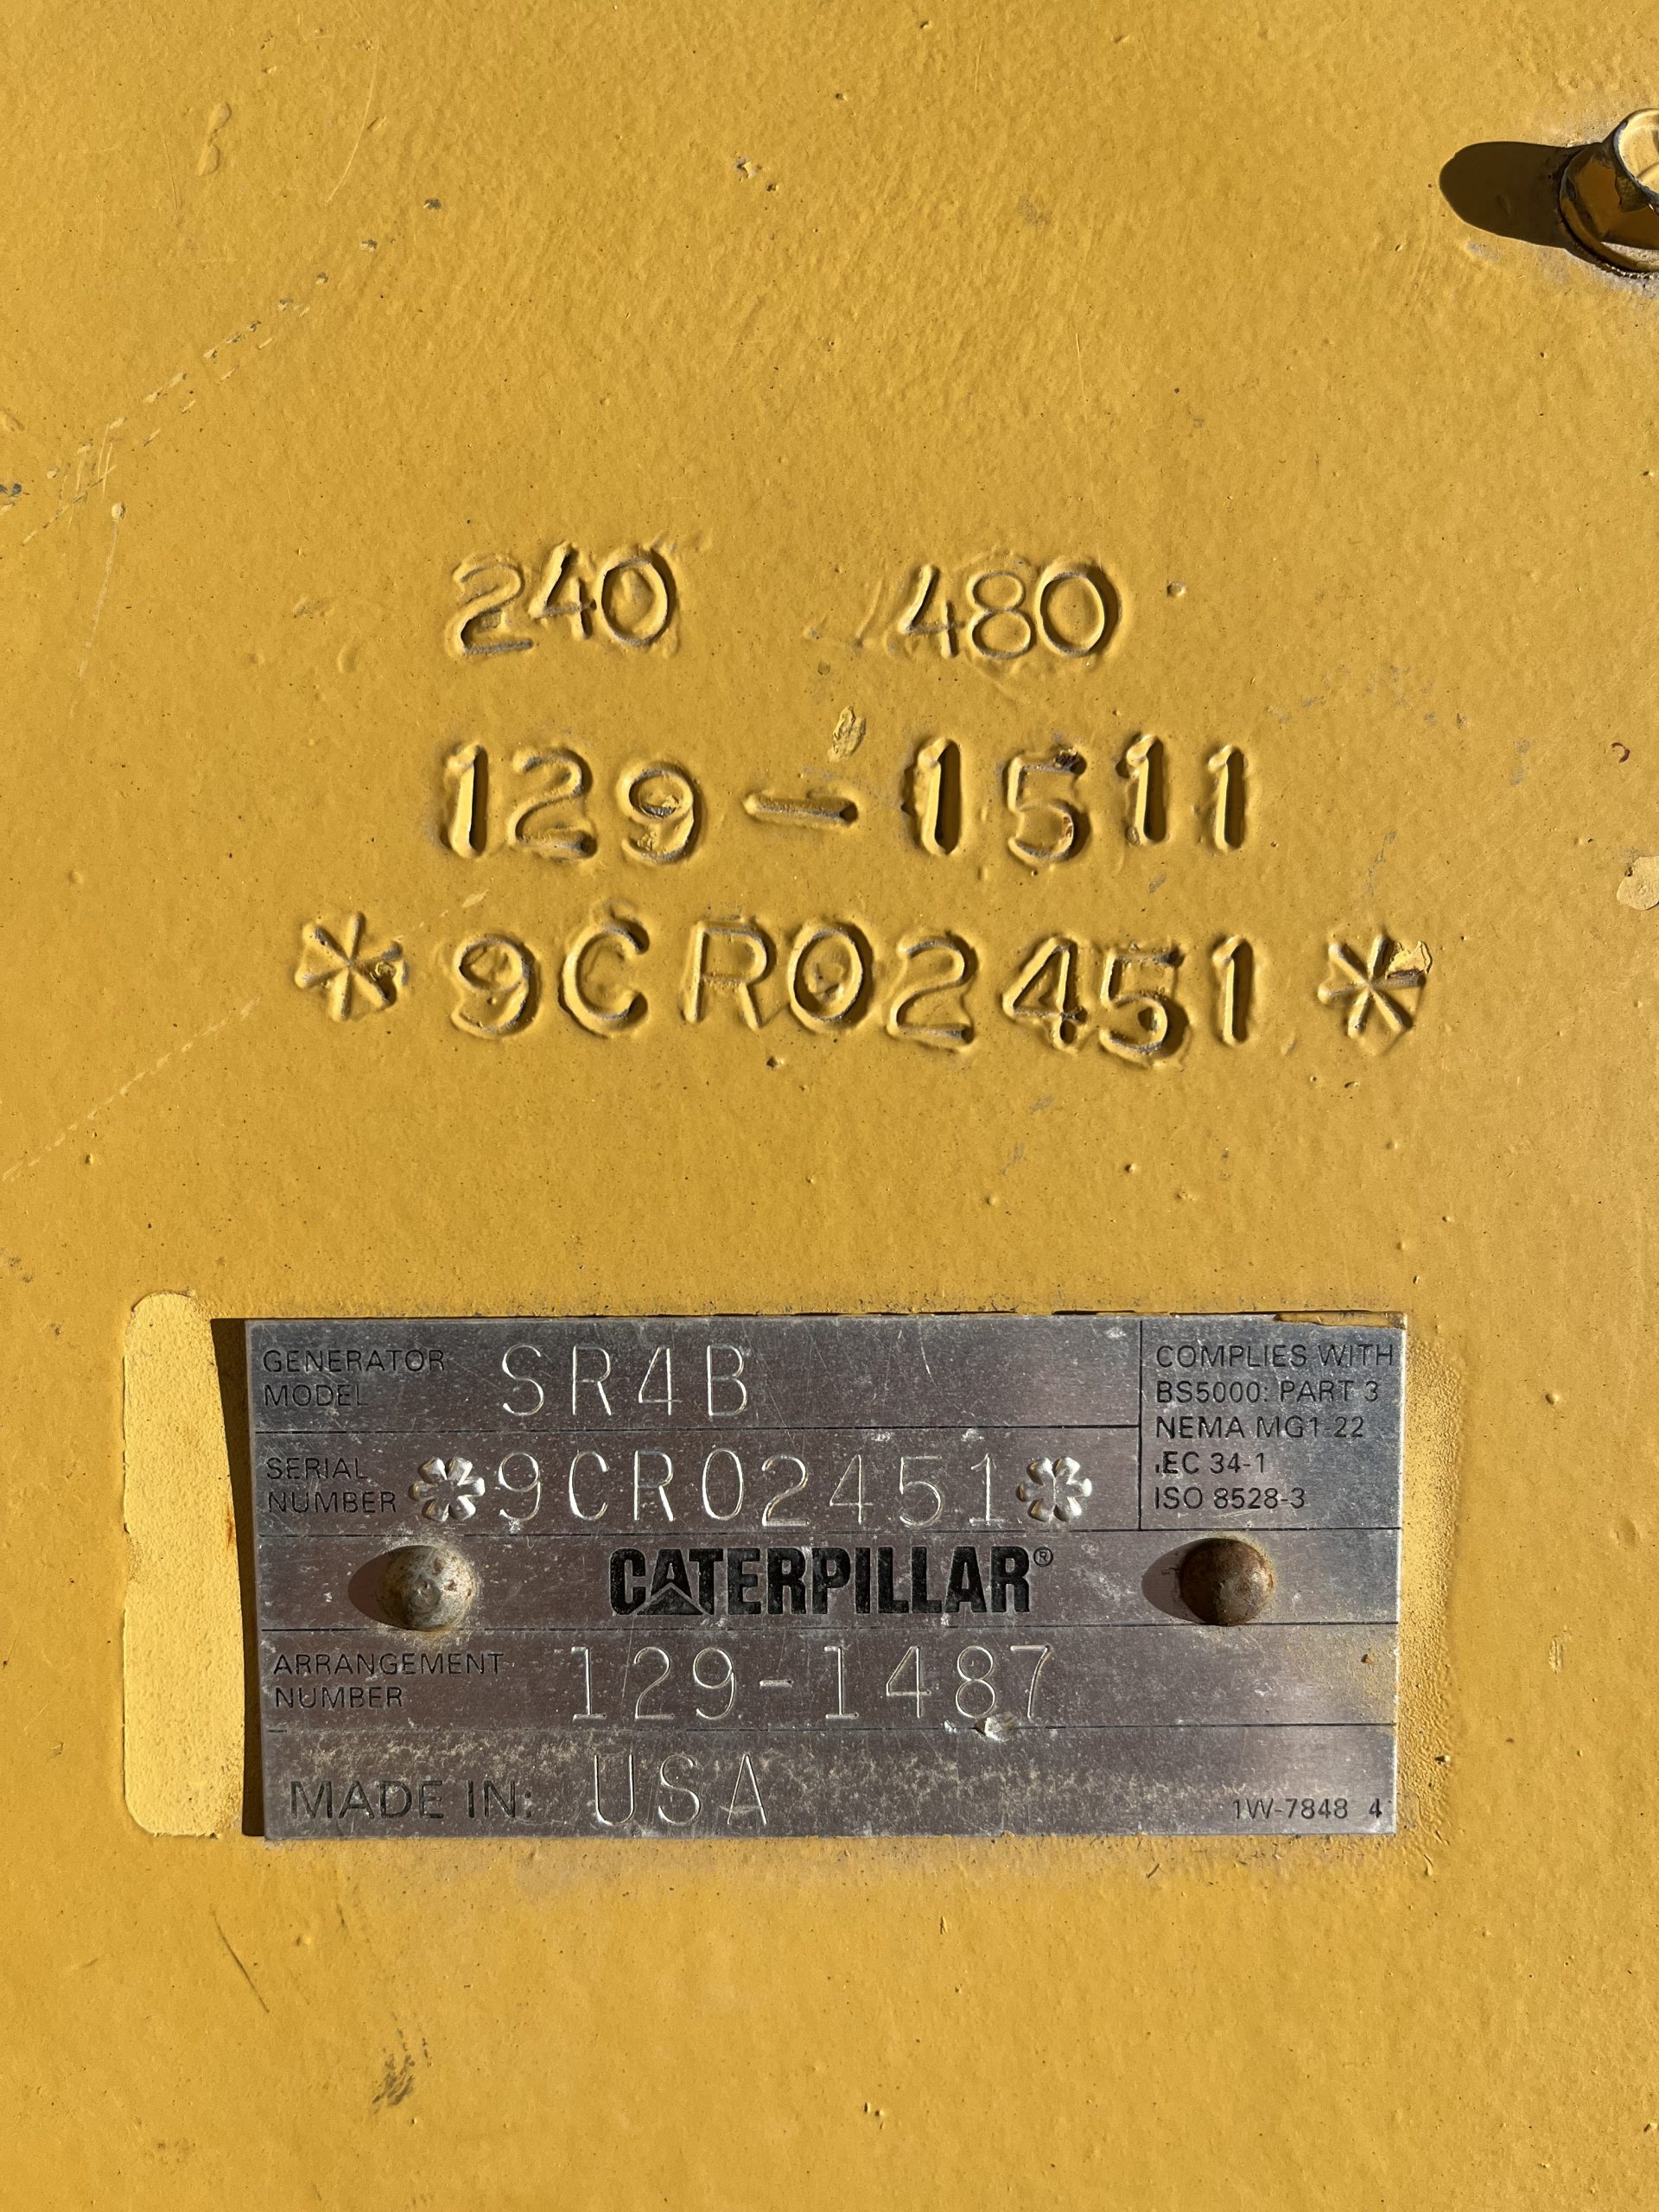 240 480
129-1511
*9CR02451*
GENERATOR MODEL SR4B
SERIAL NUMBER *9CR02451*
COMPLIES WITH
BS5000: PART 3
NEMA MG1-22
IEC 34-1
ISO 8528-3
CATERPILLAR®
ARRANGEMENT NUMBER 129-1487
MADE IN: USA
1W-7848 4